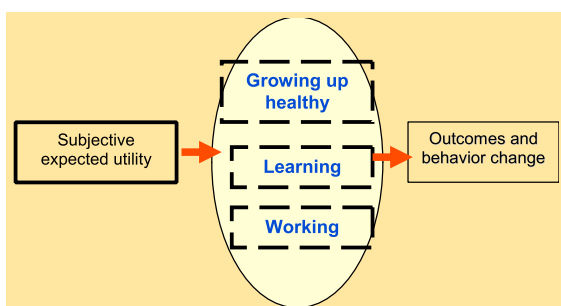 Growing up
healthy
Subjective
expected utility
Learning
Outcomes and
behavior change
Working